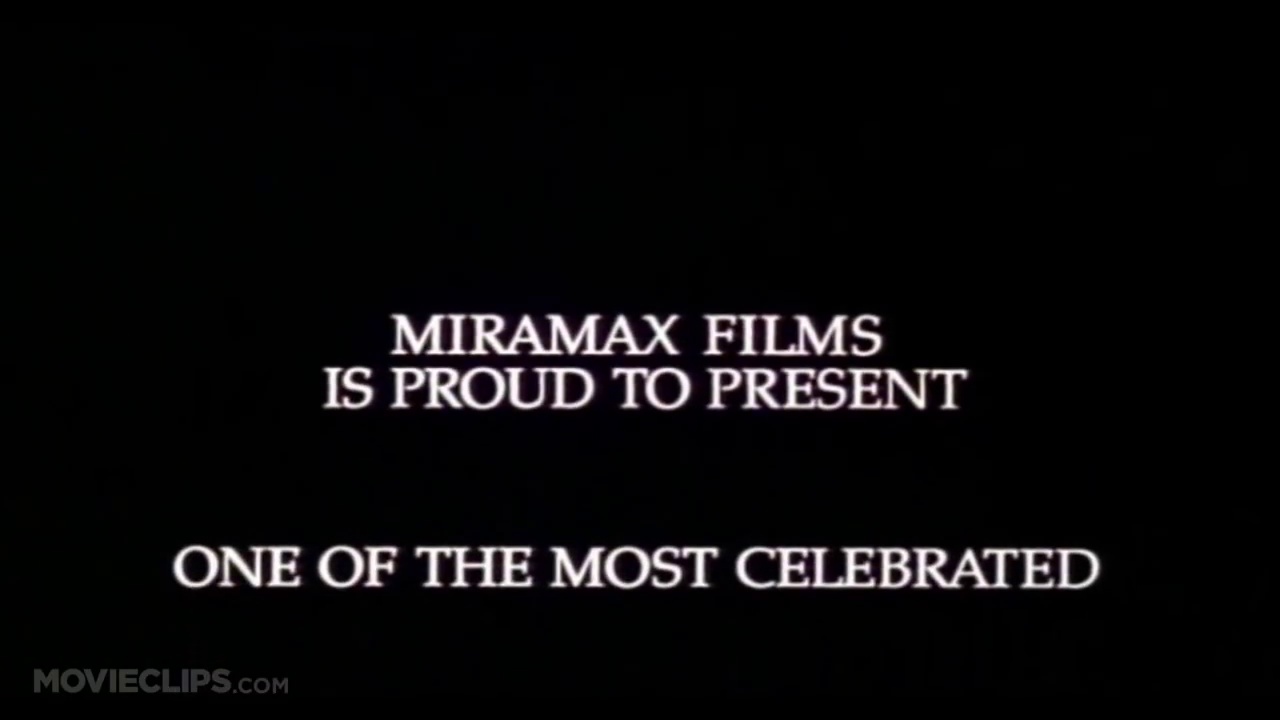 MIRAMAX FILMS
IS PROUD TO PRESENT
ONE OF THE MOST CELEBRATED
MOVIECLIPS.COM